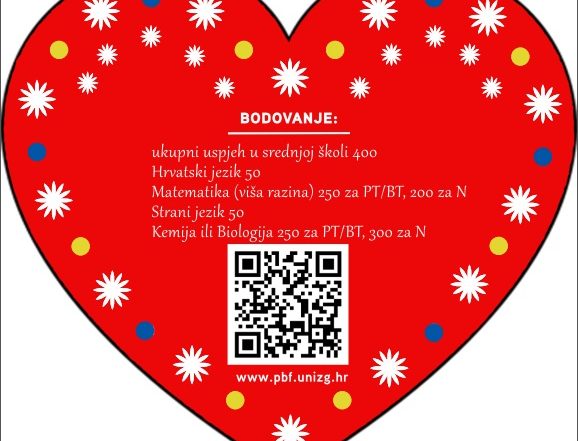 BODOVANJE:
ukupni uspjeh u srednjoj školi 400
Hrvatski jezik 50
Matematika (viša razina) 250 za PT/BT, 200 za N
Strani jezik 50
Kemija ili Biologija 250 za PT/BT, 300 za N
www.pbf.unizg.hr